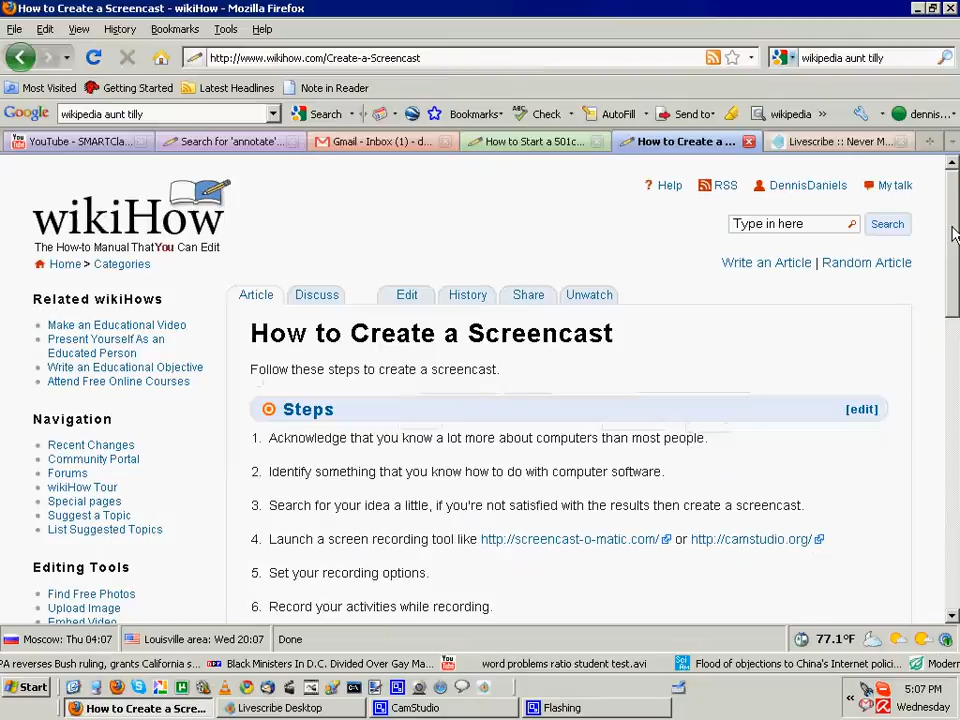 How to Create a Screencast - wikiHow - Mozilla Firefox
File Edit View History Bookmarks Tools Help
http://www.wikihow.com/Create-a-Screencast wikipedia aunt tilly
Most Visited Getting Started Latest Headlines Note in Reader
Google wikipedia aunt tilly Search Bookmarks Check AutoFill Send to wikipedia » dennis...
YouTube - SMARTCla... Search for 'annotate'... Gmail - Inbox (1) - d... How to Start a 501c... How to Create a ... Livescribe :: Never M...
wikiHow
The How-to Manual That You Can Edit
Home > Categories
Help RSS DennisDaniels My talk
Type in here Search
Write an Article | Random Article
Related wikiHows
Make an Educational Video
Present Yourself As an
Educated Person
Write an Educational Objective
Attend Free Online Courses
Navigation
Recent Changes
Community Portal
Forums
wikiHow Tour
Special pages
Suggest a Topic
List Suggested Topics
Editing Tools
Find Free Photos
Upload Image
Embed Video
Article Discuss Edit History Share Unwatch
How to Create a Screencast
Follow these steps to create a screencast.
Steps [edit]
1. Acknowledge that you know a lot more about computers than most people.
2. Identify something that you know how to do with computer software.
3. Search for your idea a little, if you're not satisfied with the results then create a screencast.
4. Launch a screen recording tool like http://screencast-o-matic.com/ or http://camstudio.org/
5. Set your recording options.
6. Record your activities while recording.
Moscow: Thu 04:07 Louisville area: Wed 20:07 Done 77.1°F
PA reverses Bush ruling, grants California s... Black Ministers In D.C. Divided Over Gay Ma... word problems ratio student test.avi Flood of objections to China's Internet polici... Modern
Start 5:07 PM
How to Create a Scre... Livescribe Desktop CamStudio Flashing « Wednesday